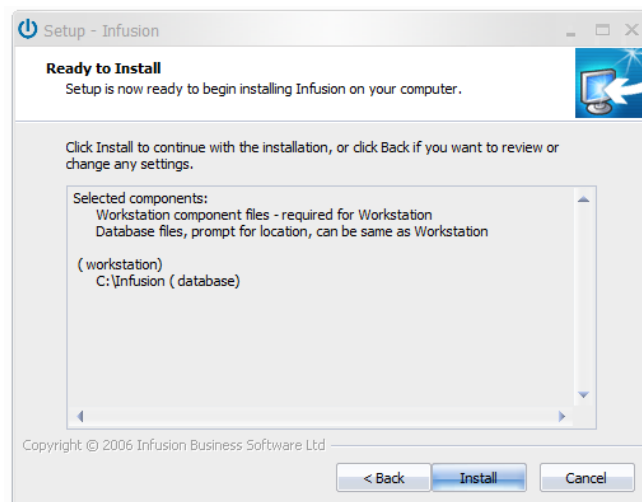 Setup - Infusion
Ready to Install
Setup is now ready to begin installing Infusion on your computer.
Click Install to continue with the installation, or click Back if you want to review or
change any settings.
Selected components:
Workstation component files - required for Workstation
Database files, prompt for location, can be same as Workstation
( workstation)
C:\Infusion ( database)
Copyright © 2006 Infusion Business Software Ltd
< Back
Install
Cancel